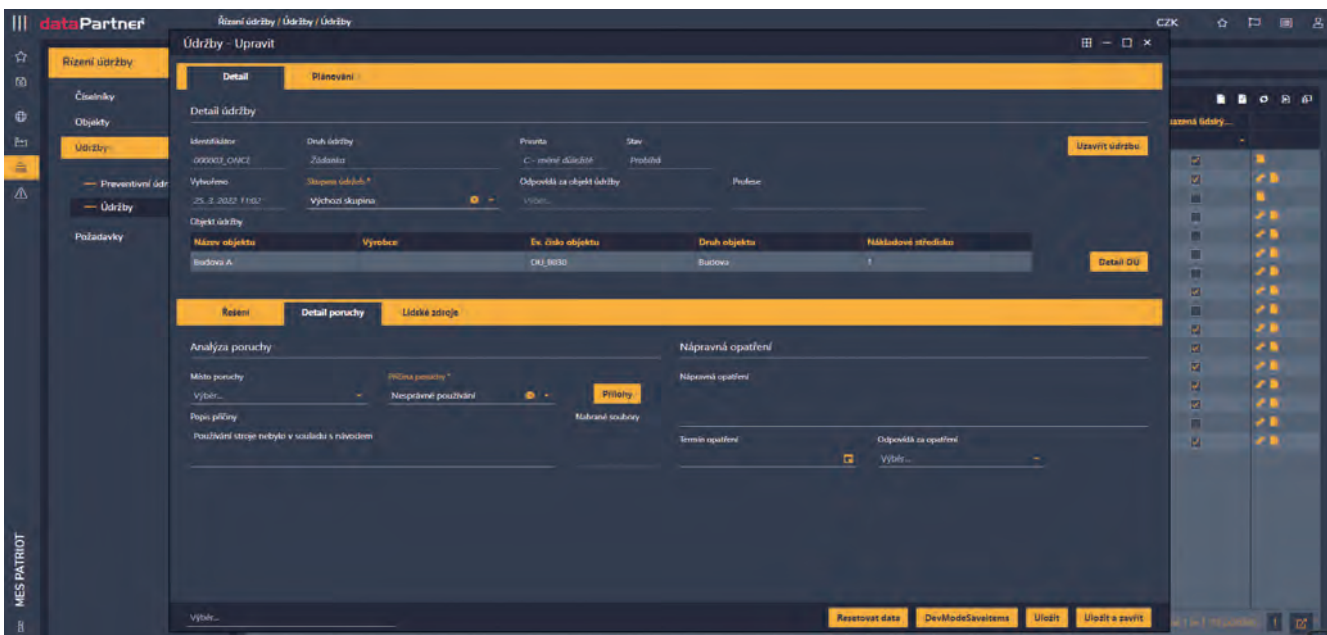 dataPartner
Řízení údržby / Údržby / Údržby
CZK
Údržby - Upravit
Řízení údržby
Číselníky
Objekty
Údržby
Preventivní údr
Údržby
Požadavky
MES PATRIOT
Detail
Plánování
Detail údržby
Identifikátor
Druh údržby
Priorita
Stav
000003_ONCE
Žádanka
C - méně důležité
Probíhá
Uzavřít údržbu
Vytvořeno
Skupina údržeb *
Odpovídá za objekt údržby
Profese
25. 3. 2022 11:02
Výchozí skupina
Výběr...
Objekt údržby
Název objektu
Výrobce
Ev. číslo objektu
Druh objektu
Nákladové středisko
Budova A
OU_0030
Budova
1
Detail OU
Řešení
Detail poruchy
Lidské zdroje
Analýza poruchy
Nápravná opatření
Místo poruchy
Příčina poruchy *
Nápravná opatření
Výběr...
Nesprávné používání
Přílohy
Popis příčiny
Nahrané soubory
Používání stroje nebylo v souladu s návodem
Termín opatření
Odpovídá za opatření
Výběr...
Výběr...
Resetovat data
DevModeSaveItems
Uložit
Uložit a zavřít